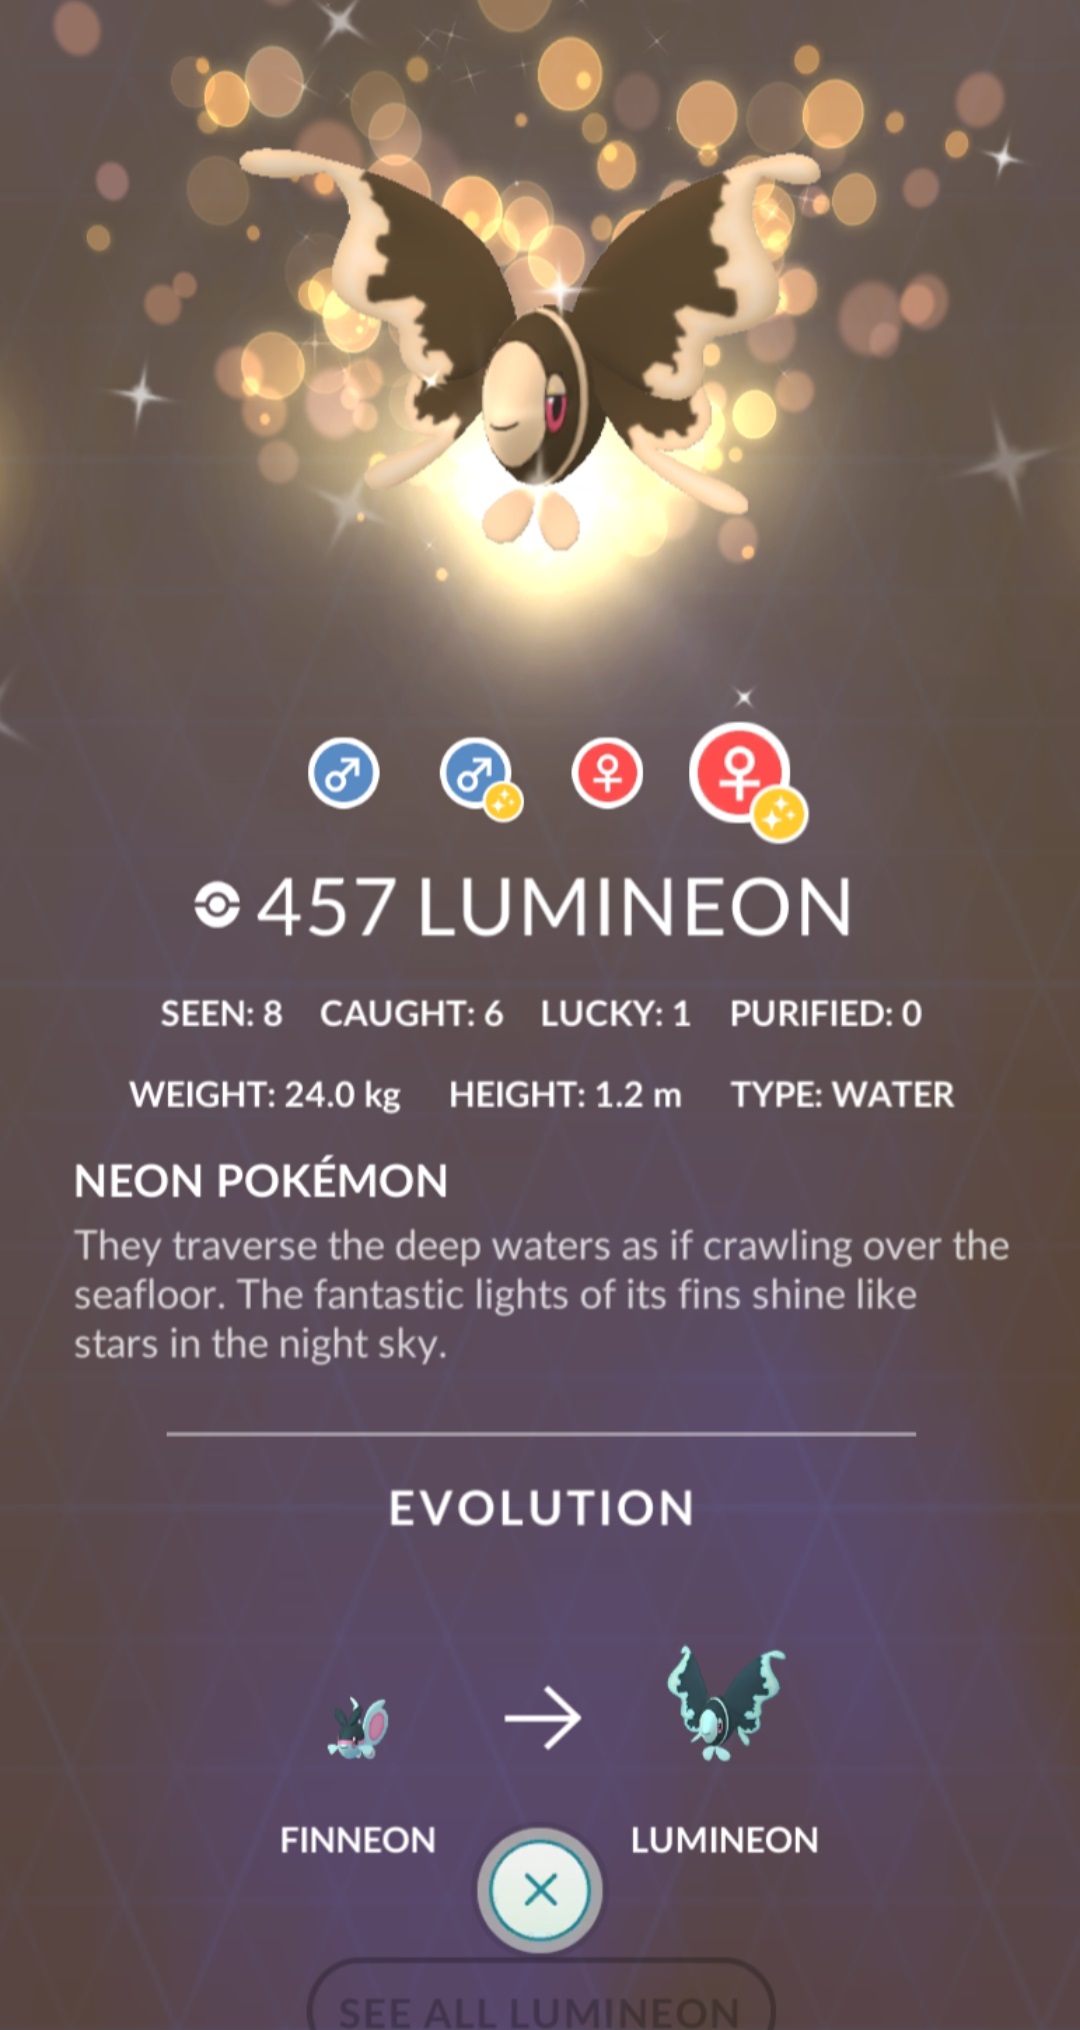 457 LUMINEON
SEEN: 8 CAUGHT: 6 LUCKY: 1 PURIFIED: 0
WEIGHT: 24.0 kg HEIGHT: 1.2 m TYPE: WATER
NEON POKÉMON
They traverse the deep waters as if crawling over the
seafloor. The fantastic lights of its fins shine like
stars in the night sky.
EVOLUTION
FINNEON LUMINEON
SEE ALL LUMINEON